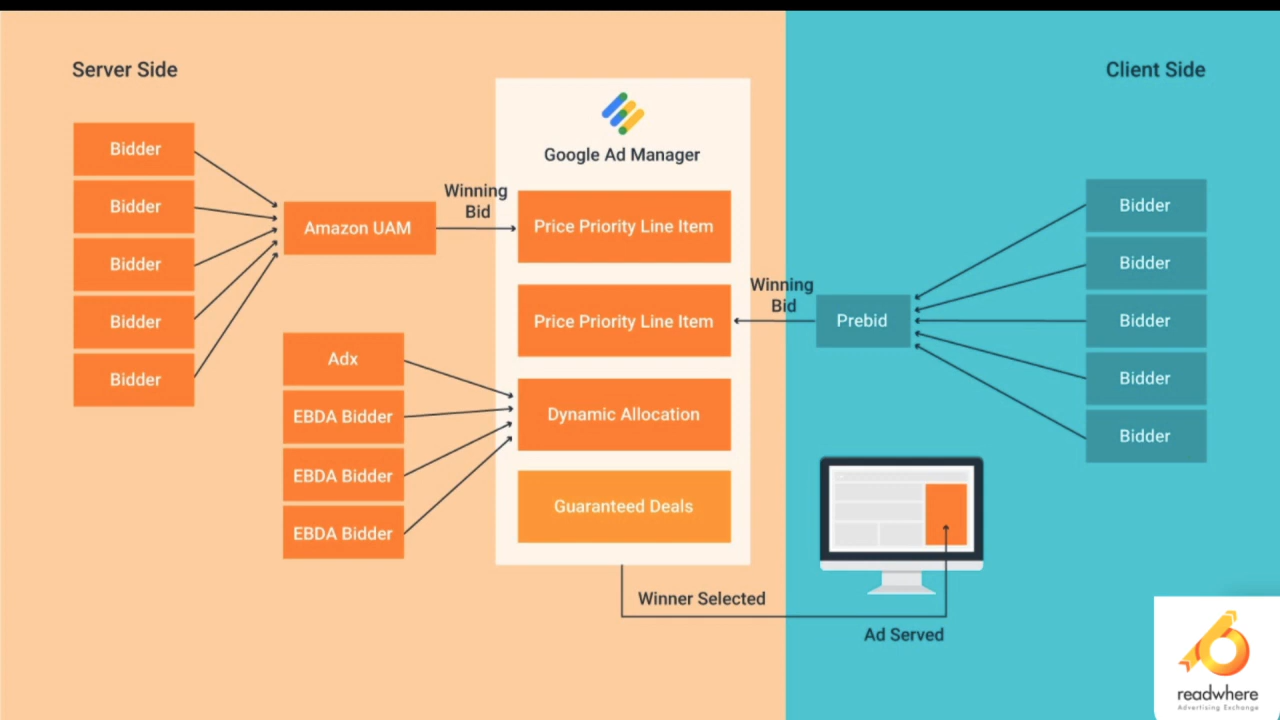 Server Side
Client Side
Bidder
Bidder
Bidder
Bidder
Bidder
Amazon UAM
Winning
Bid
Adx
EBDA Bidder
EBDA Bidder
EBDA Bidder
Google Ad Manager
Price Priority Line Item
Price Priority Line Item
Dynamic Allocation
Guaranteed Deals
Winning
Bid
Prebid
Bidder
Bidder
Bidder
Bidder
Bidder
Winner Selected
Ad Served
readwhere
Advertising Exchange